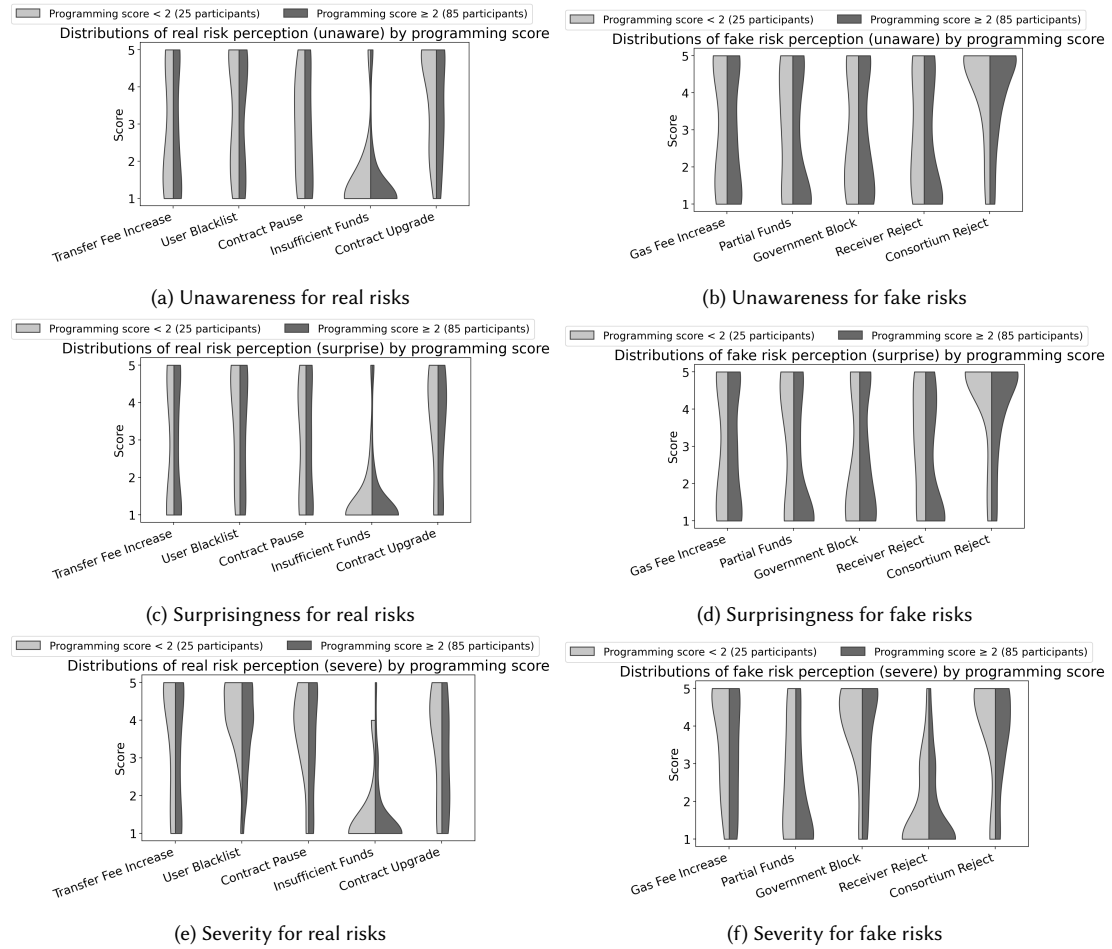 Programming score < 2 (25 participants) Programming score ≥ 2 (85 participants)
Distributions of real risk perception (unaware) by programming score
Score
5
4
3
2
1
Transfer Fee Increase
User Blacklist
Contract Pause
Insufficient Funds
Contract Upgrade
(a) Unawareness for real risks
Programming score < 2 (25 participants) Programming score ≥ 2 (85 participants)
Distributions of fake risk perception (unaware) by programming score
Score
5
4
3
2
1
Gas Fee Increase
Partial Funds
Government Block
Receiver Reject
Consortium Reject
(b) Unawareness for fake risks
Programming score < 2 (25 participants) Programming score ≥ 2 (85 participants)
Distributions of real risk perception (surprise) by programming score
Score
5
4
3
2
1
Transfer Fee Increase
User Blacklist
Contract Pause
Insufficient Funds
Contract Upgrade
(c) Surprisingness for real risks
Programming score < 2 (25 participants) Programming score ≥ 2 (85 participants)
Distributions of fake risk perception (surprise) by programming score
Score
5
4
3
2
1
Gas Fee Increase
Partial Funds
Government Block
Receiver Reject
Consortium Reject
(d) Surprisingness for fake risks
Programming score < 2 (25 participants) Programming score ≥ 2 (85 participants)
Distributions of real risk perception (severe) by programming score
Score
5
4
3
2
1
Transfer Fee Increase
User Blacklist
Contract Pause
Insufficient Funds
Contract Upgrade
(e) Severity for real risks
Programming score < 2 (25 participants) Programming score ≥ 2 (85 participants)
Distributions of fake risk perception (severe) by programming score
Score
5
4
3
2
1
Gas Fee Increase
Partial Funds
Government Block
Receiver Reject
Consortium Reject
(f) Severity for fake risks